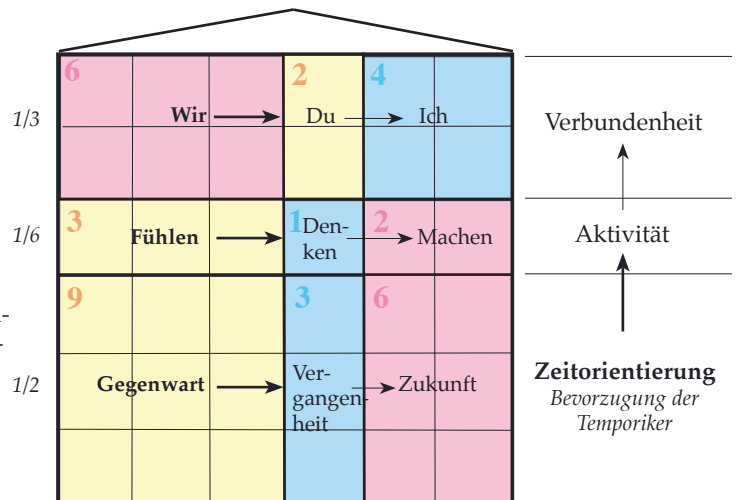 6 2 4
1/3 Wir Du Ich Verbundenheit
3 1 2
1/6 Fühlen Den-
ken Machen Aktivität
9 3 6
1/2 Gegenwart Ver-
gangen-
heit Zukunft
Zeitorientierung
Bevorzugung der
Temporiker